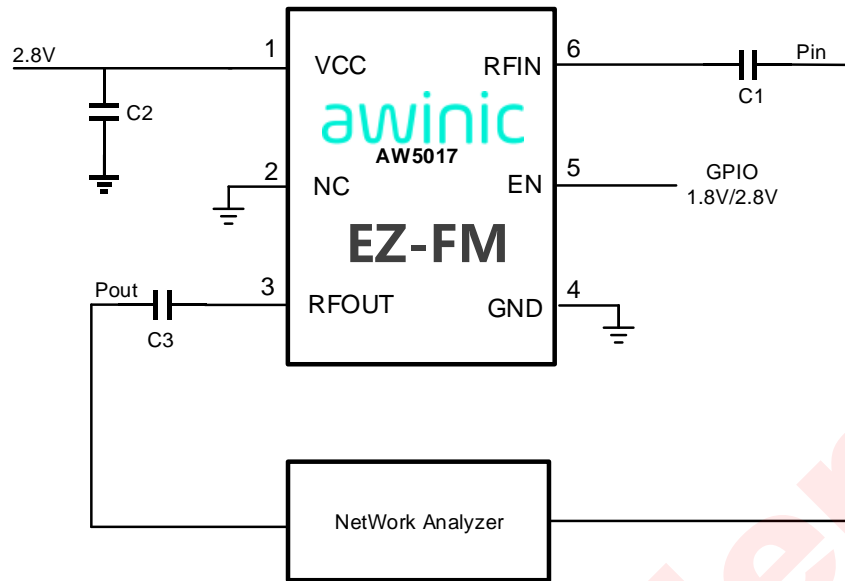 2.8V
1
VCC
RFIN
6
Pin
C2
C1
awinic
AW5017
2
NC
EN
5
GPIO
1.8V/2.8V
EZ-FM
Pout
3
RFOUT
GND
4
C3
NetWork Analyzer